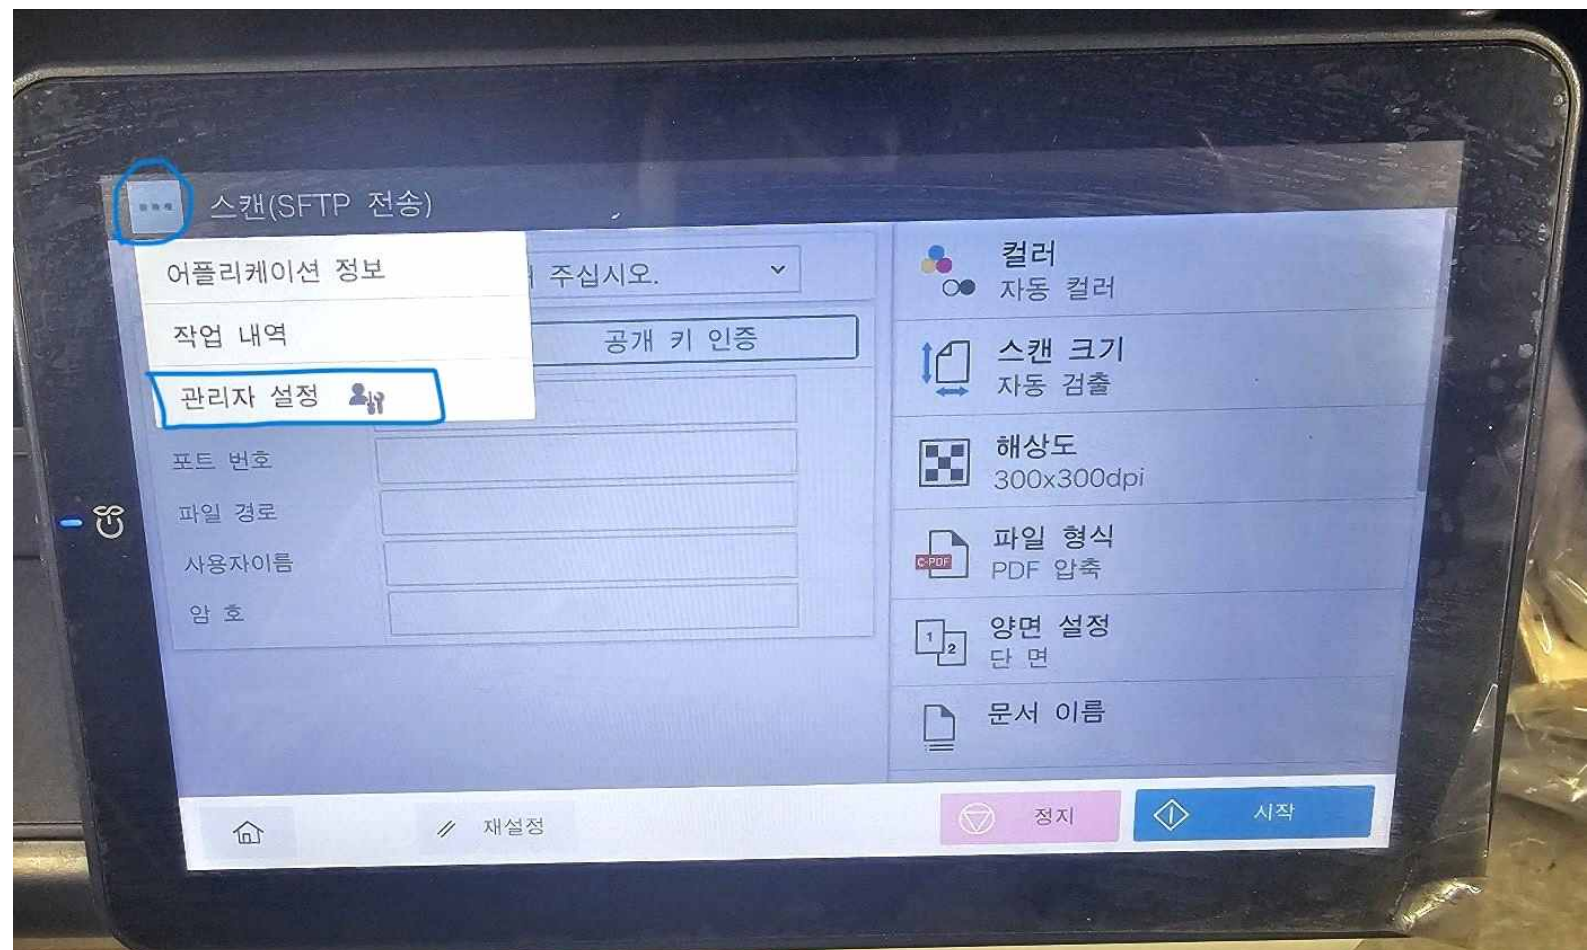 스캔(SFTP 전송)
어플리케이션 정보
주십시오.
작업 내역
공개 키 인증
관리자 설정
포트 번호
파일 경로
사용자이름
암 호
컬러
자동 컬러
스캔 크기
자동 검출
해상도
300x300dpi
C-PDF
파일 형식
PDF 압축
1
2
양면 설정
단 면
문서 이름
재설정
정지
시작